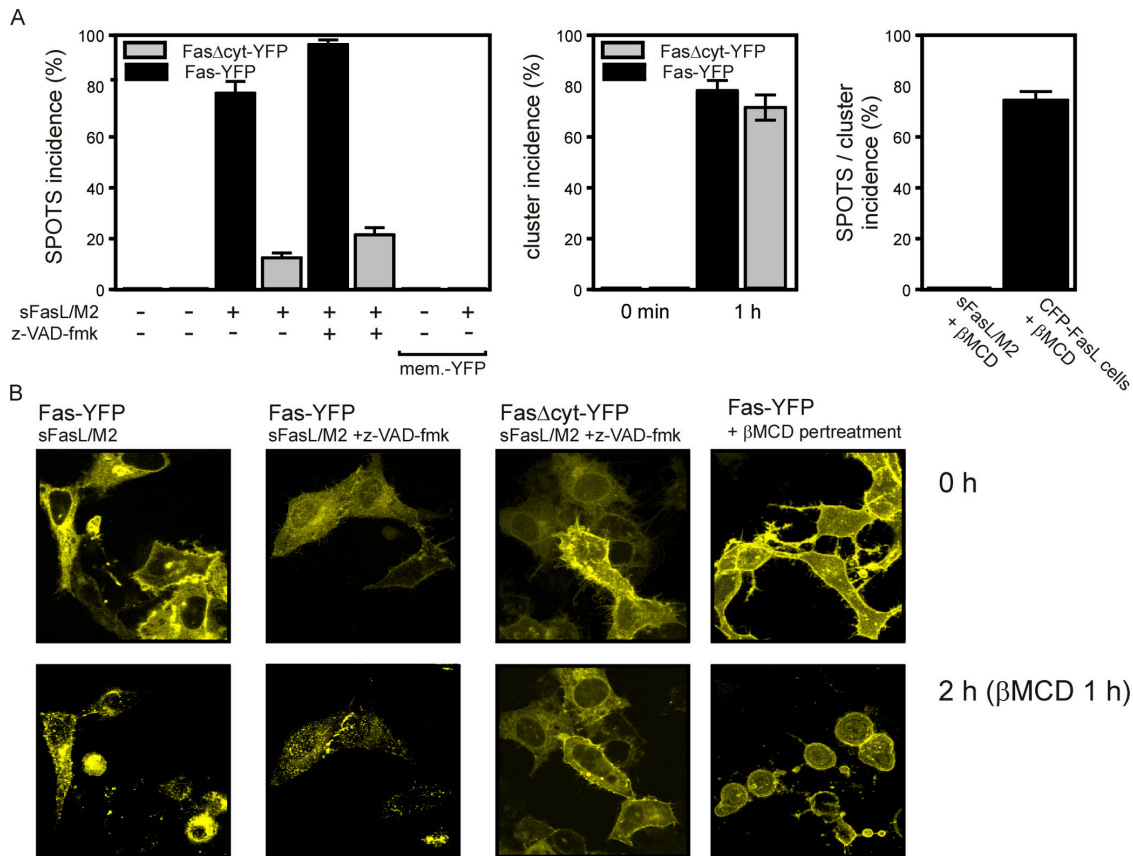 A
SPOTS incidence (%)
100
80
60
40
20
0
FasΔcyt-YFP
Fas-YFP
sFasL/M2 - - + + + + - +
z-VAD-fmk - - - - + + - -
mem.-YFP
cluster incidence (%)
100
80
60
40
20
0
FasΔcyt-YFP
Fas-YFP
0 min 1 h
SPOTS / cluster
incidence (%)
100
80
60
40
20
0
sFasL/M2
+ βMCD
CFP-FasL cells
+ βMCD
B
Fas-YFP
sFasL/M2
Fas-YFP
sFasL/M2 +z-VAD-fmk
FasΔcyt-YFP
sFasL/M2 +z-VAD-fmk
Fas-YFP
+ βMCD pertreatment
0 h
2 h (βMCD 1 h)